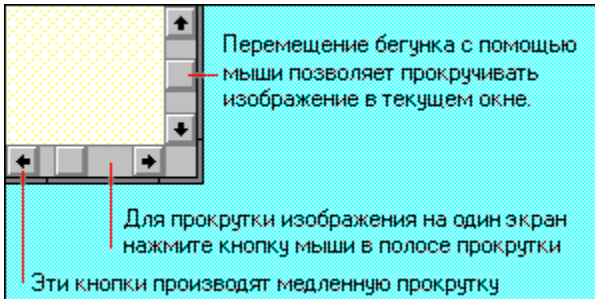 Перемещение бегунка с помощью
мыши позволяет прокручивать
изображение в текущем окне.
Для прокрутки изображения на один экран
нажмите кнопку мыши в полосе прокрутки
Эти кнопки производят медленную прокрутку